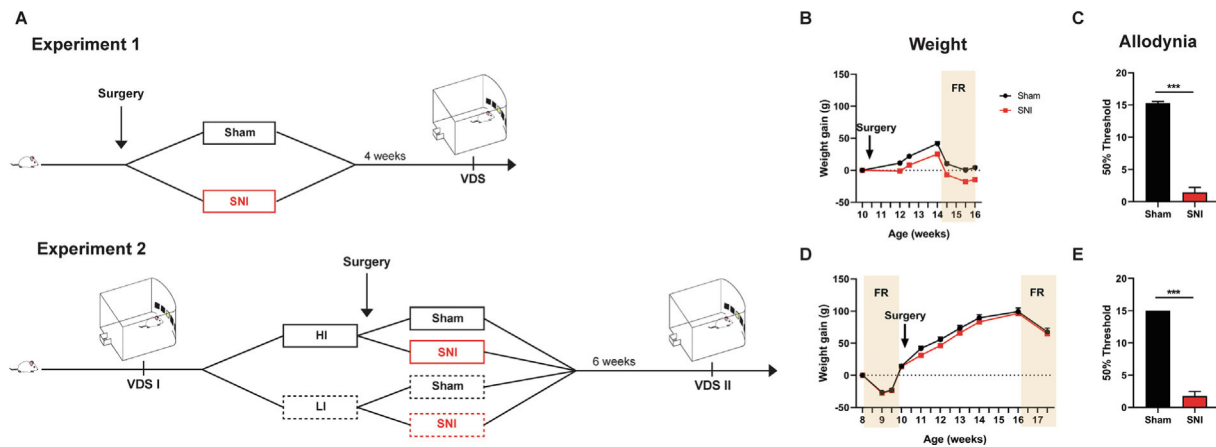 A
Experiment 1
Surgery
Sham
SNI
4 weeks
VDS
Experiment 2
Surgery
VDS I
HI
LI
Sham
SNI
Sham
SNI
6 weeks
VDS II
B
Weight
FR
Sham
SNI
Surgery
Weight gain (g)
100
50
0
-50
10 11 12 13 14 15 16
Age (weeks)
C
Allodynia
***
50% Threshold
20
15
10
5
0
Sham SNI
D
FR
FR
Surgery
Weight gain (g)
150
100
50
0
-50
8 9 10 11 12 13 14 15 16 17
Age (weeks)
E
***
50% Threshold
20
15
10
5
0
Sham SNI